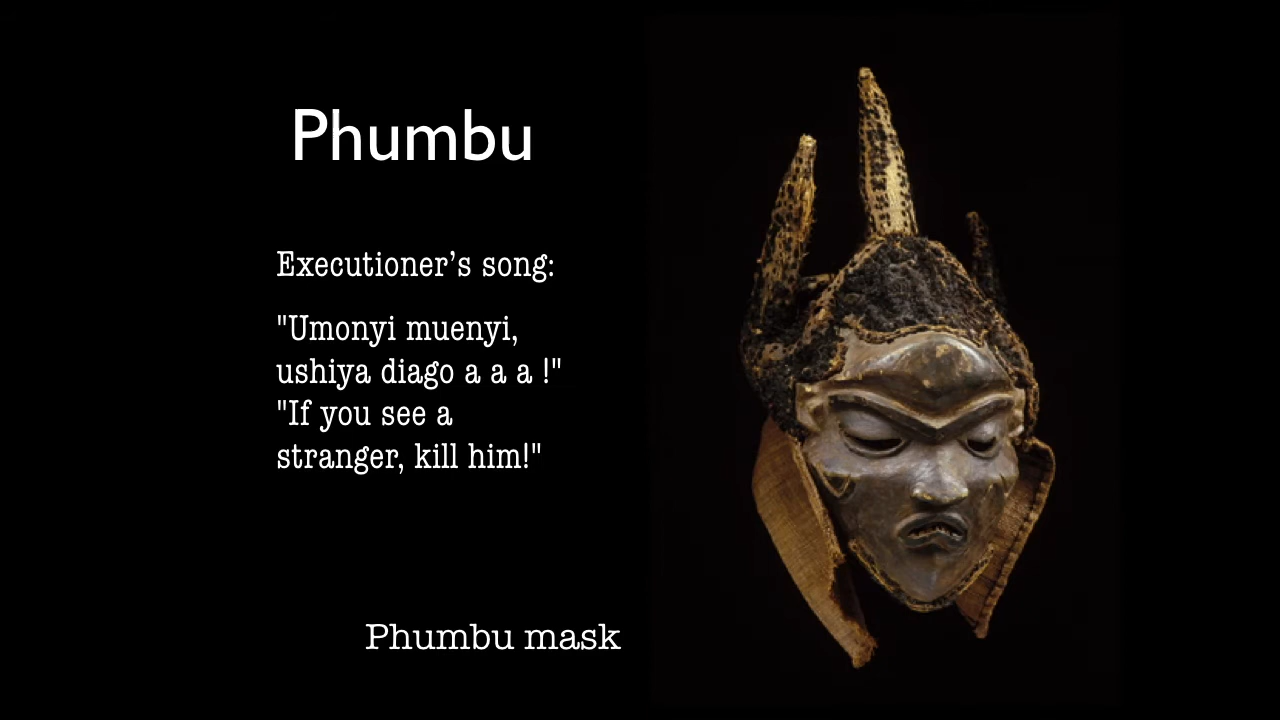 Phumbu
Executioner’s song:
"Umonyi muenyi,
ushiya diago a a a !"
"If you see a
stranger, kill him!"
Phumbu mask